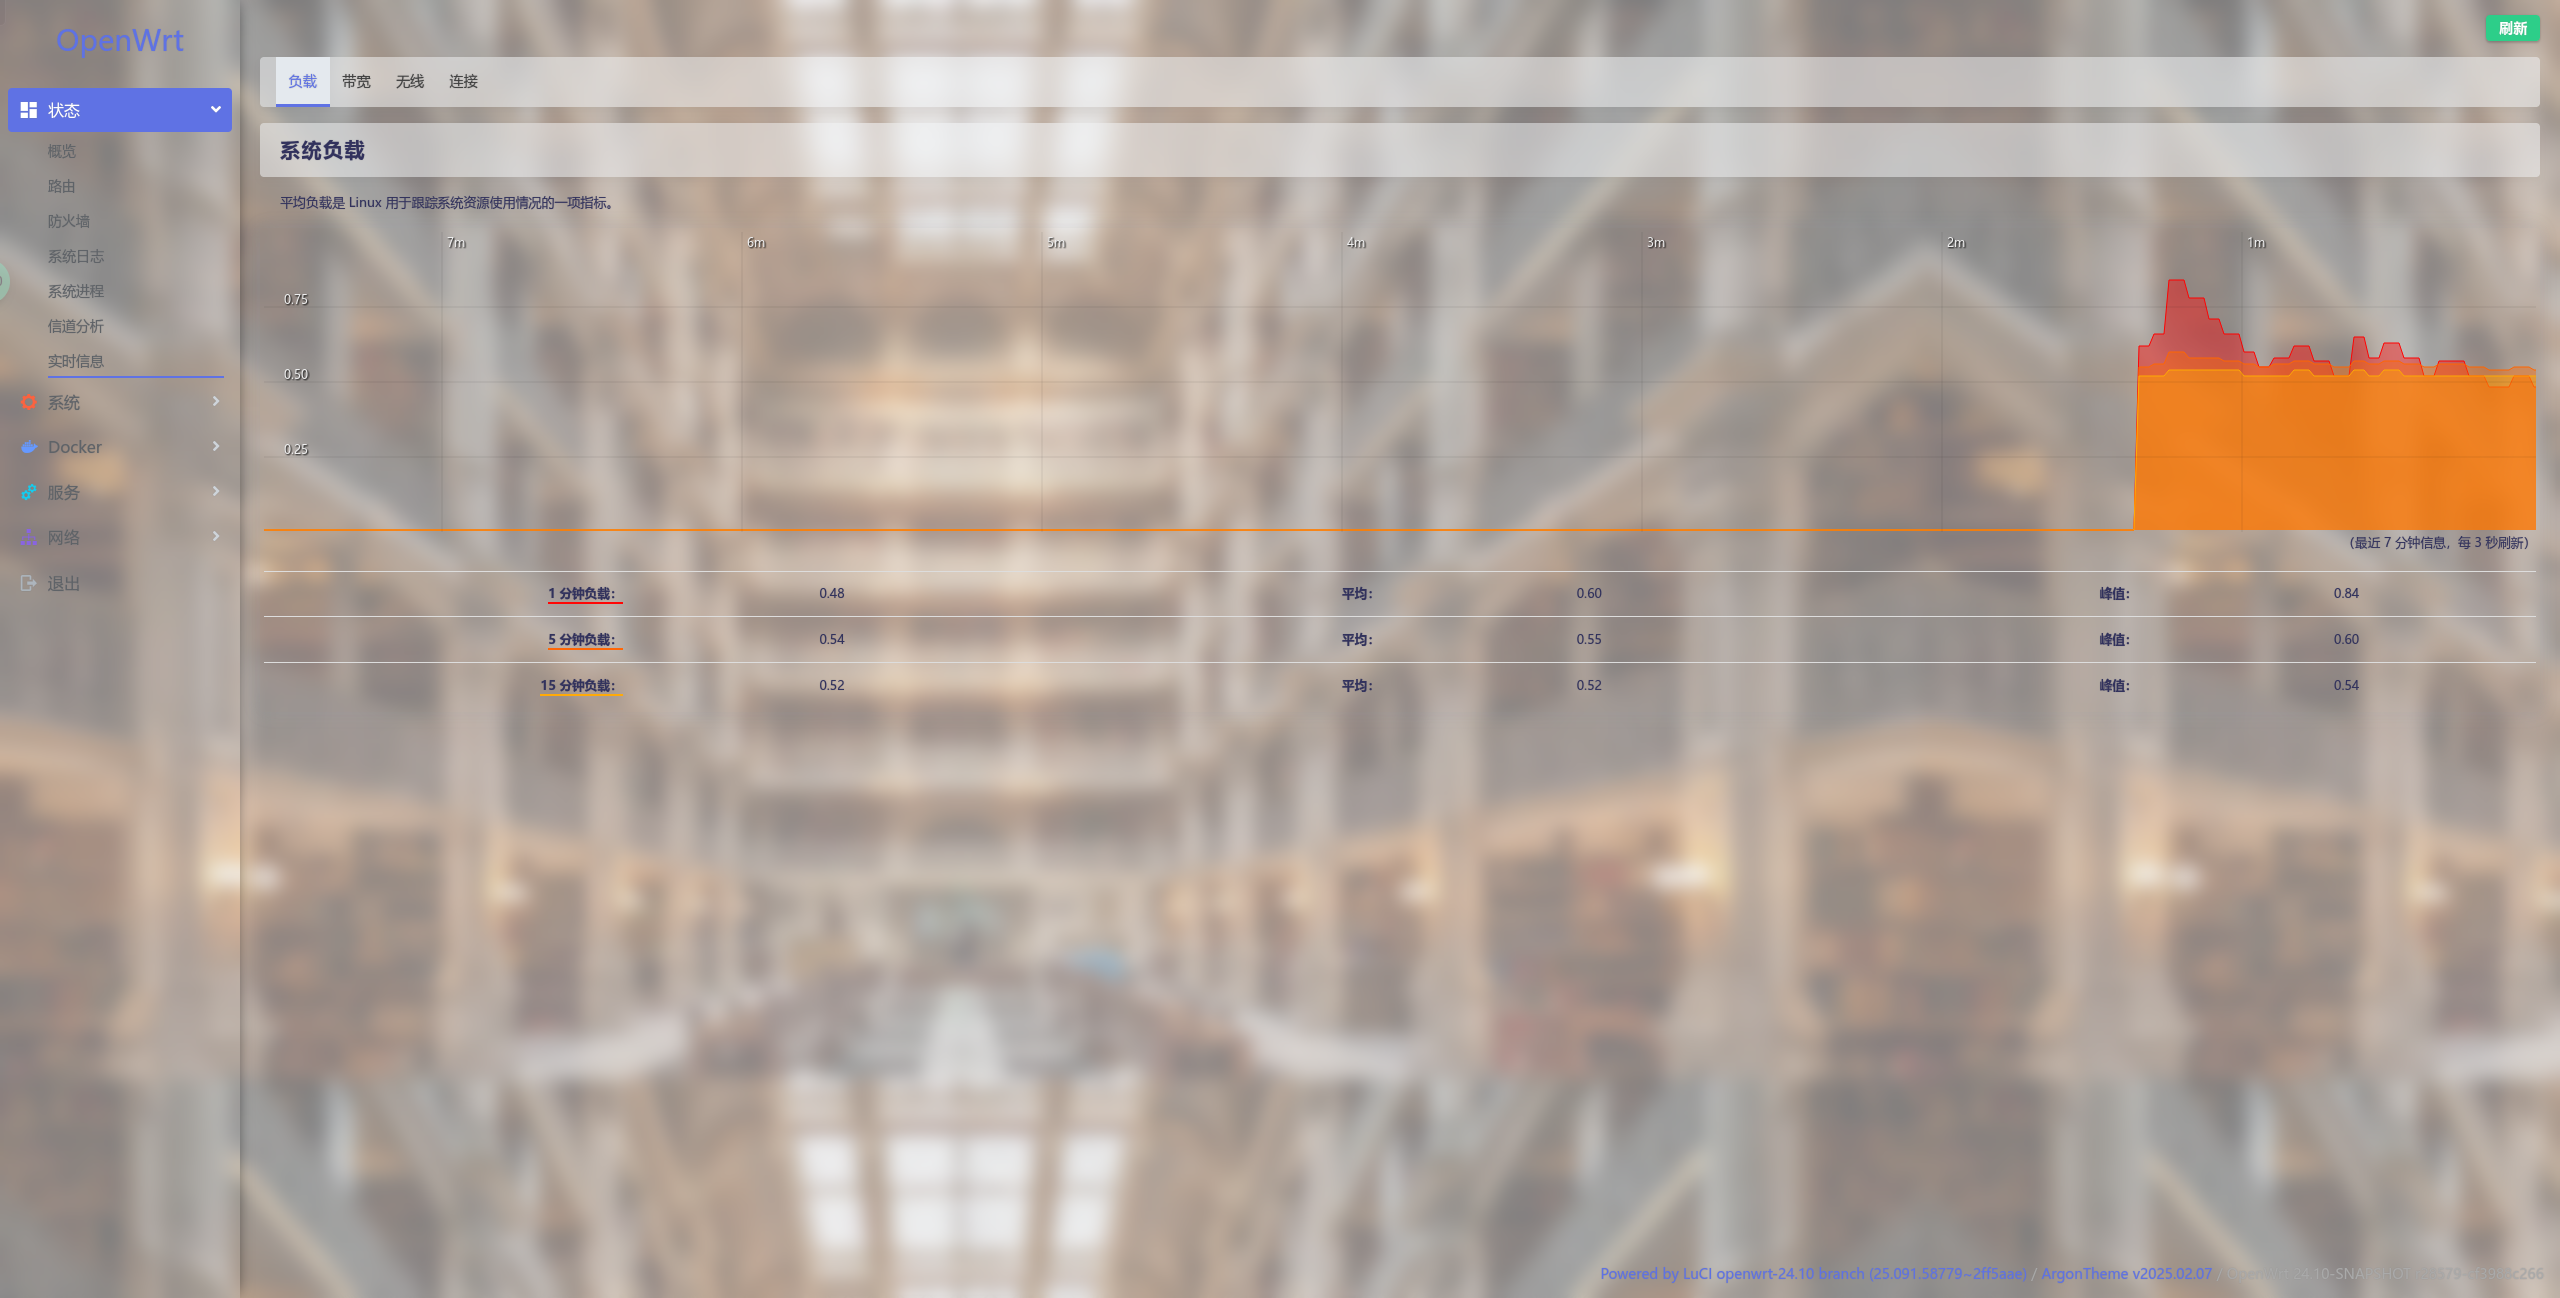 OpenWrt
刷新
状态
概览
路由
防火墙
系统日志
系统进程
信道分析
实时信息
系统
Docker
服务
网络
退出
负载 带宽 无线 连接
系统负载
平均负载是 Linux 用于跟踪系统资源使用情况的一项指标。
7m 6m 5m 4m 3m 2m 1m
0.75
0.50
0.25
（最近 7 分钟信息，每 3 秒刷新）
1 分钟负载： 0.48 平均： 0.60 峰值： 0.84
5 分钟负载： 0.54 平均： 0.55 峰值： 0.60
15 分钟负载： 0.52 平均： 0.52 峰值： 0.54
Powered by LuCI openwrt-24.10 branch (25.091.58779~2ff5aae) / ArgonTheme v2025.02.07 /